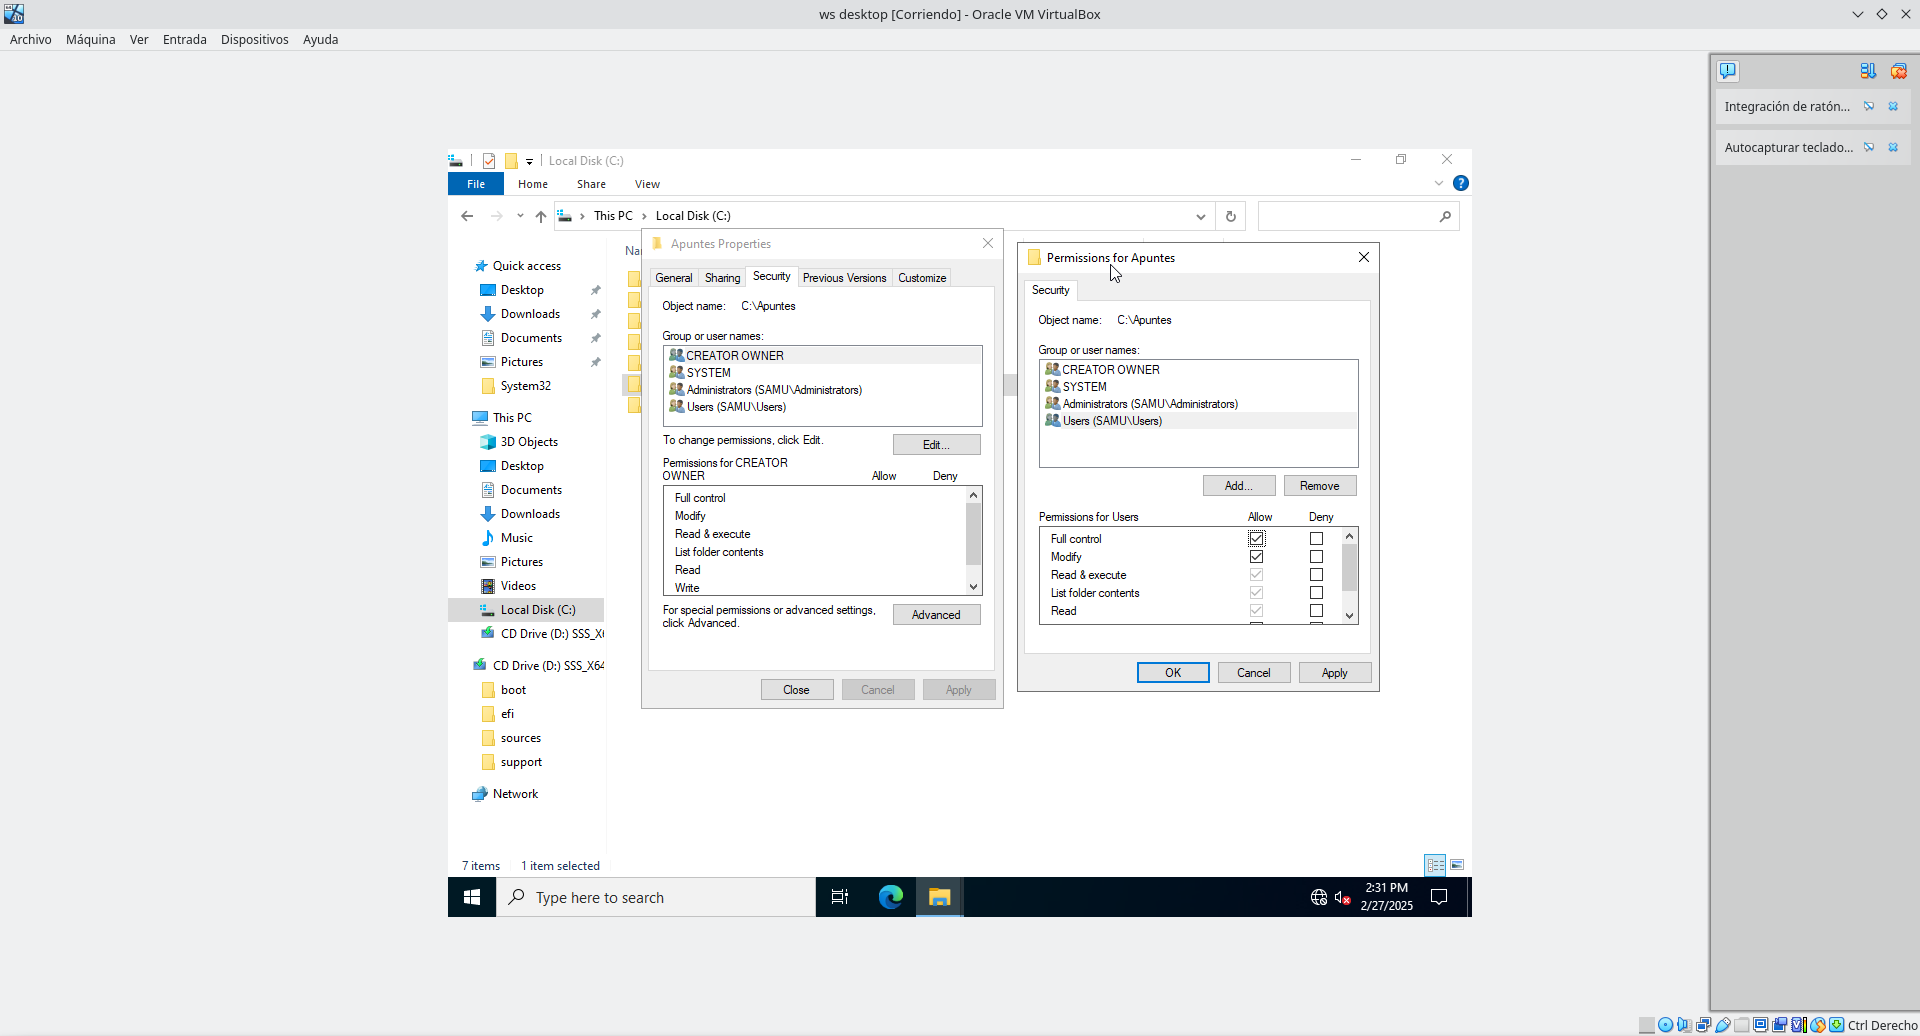 ws desktop [Corriendo] - Oracle VM VirtualBox
Archivo Máquina Ver Entrada Dispositivos Ayuda
Integración de ratón...
Autocapturar teclado...
Local Disk (C:)
File Home Share View
This PC Local Disk (C:)
Quick access
Desktop
Downloads
Documents
Pictures
System32
This PC
3D Objects
Desktop
Documents
Downloads
Music
Pictures
Videos
Local Disk (C:)
CD Drive (D:) SSS_X6
CD Drive (D:) SSS_X64
boot
efi
sources
support
Network
Na
Apuntes Properties
General Sharing Security Previous Versions Customize
Object name: C:\Apuntes
Group or user names:
CREATOR OWNER
SYSTEM
Administrators (SAMU\Administrators)
Users (SAMU\Users)
To change permissions, click Edit.
Edit...
Permissions for CREATOR
OWNER Allow Deny
Full control
Modify
Read & execute
List folder contents
Read
Write
For special permissions or advanced settings,
click Advanced.
Advanced
Close Cancel Apply
Permissions for Apuntes
Security
Object name: C:\Apuntes
Group or user names:
CREATOR OWNER
SYSTEM
Administrators (SAMU\Administrators)
Users (SAMU\Users)
Add... Remove
Permissions for Users Allow Deny
Full control
Modify
Read & execute
List folder contents
Read
OK Cancel Apply
7 items 1 item selected
Type here to search
2:31 PM
2/27/2025
Ctrl Derecho